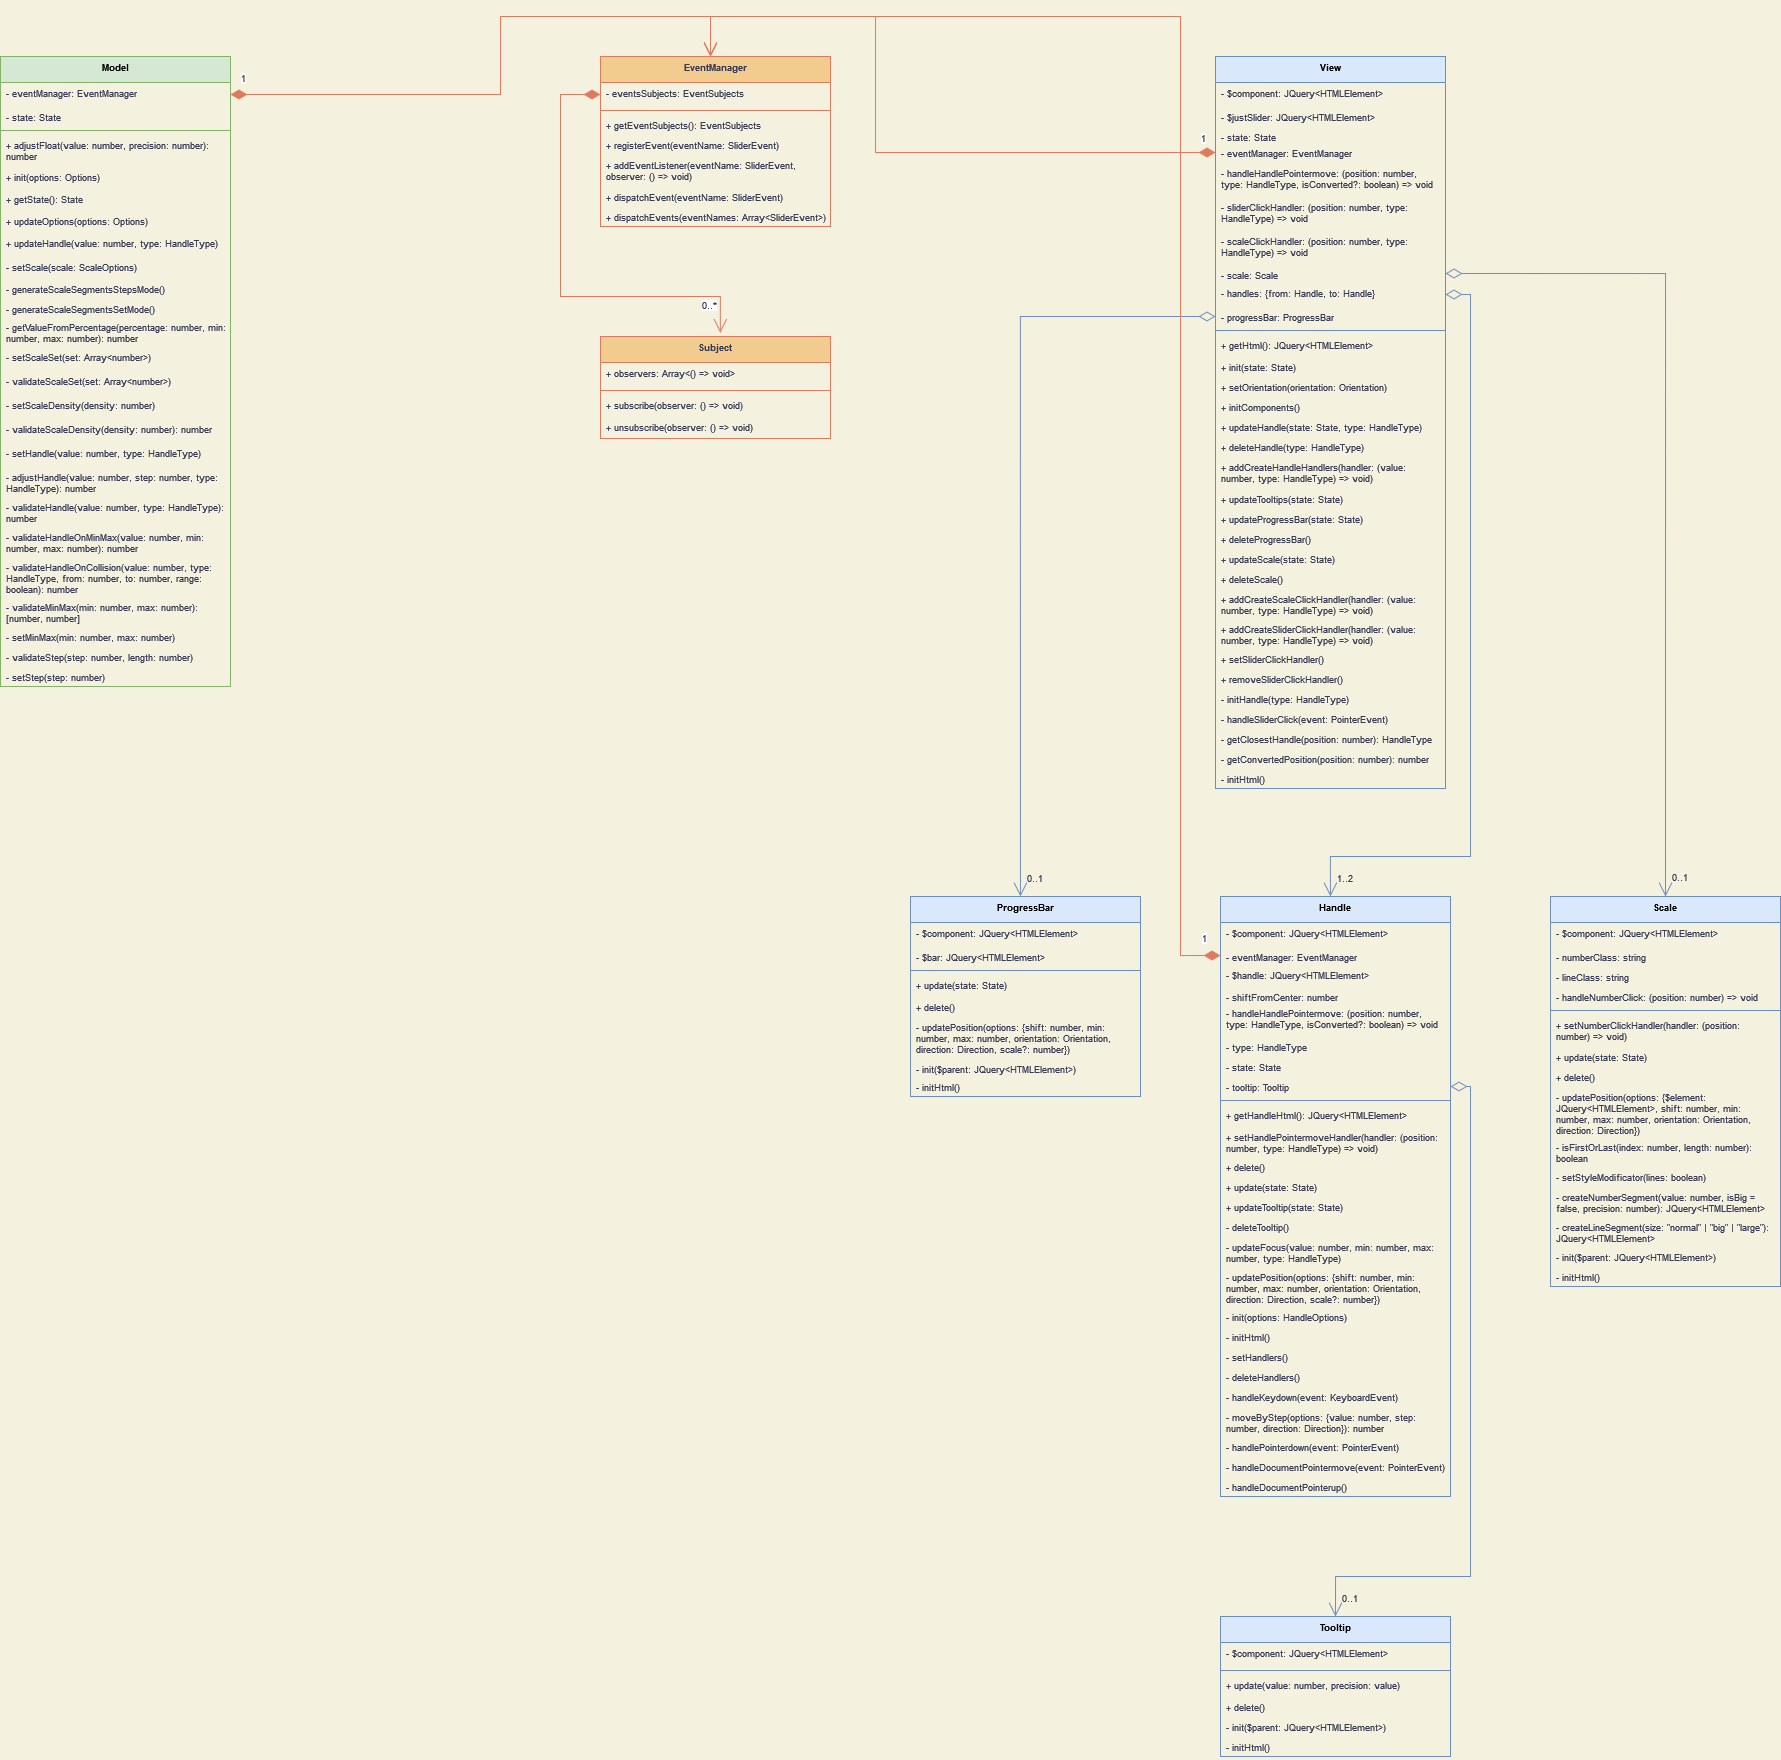 Model
1
- eventManager: EventManager
- state: State
+ adjustFloat(value: number, precision: number):
number
+ init(options: Options)
+ getState(): State
+ updateOptions(options: Options)
+ updateHandle(value: number, type: HandleType)
- setScale(scale: ScaleOptions)
- generateScaleSegmentsStepsMode()
- generateScaleSegmentsSetMode()
- getValueFromPercentage(percentage: number, min:
number, max: number): number
- setScaleSet(set: Array<number>)
- validateScaleSet(set: Array<number>)
- setScaleDensity(density: number)
- validateScaleDensity(density: number): number
- setHandle(value: number, type: HandleType)
- adjustHandle(value: number, step: number, type:
HandleType): number
- validateHandle(value: number, type: HandleType):
number
- validateHandleOnMinMax(value: number, min:
number, max: number): number
- validateHandleOnCollision(value: number, type:
HandleType, from: number, to: number, range:
boolean): number
- validateMinMax(min: number, max: number):
[number, number]
- setMinMax(min: number, max: number)
- validateStep(step: number, length: number)
- setStep(step: number)
EventManager
- eventsSubjects: EventSubjects
+ getEventSubjects(): EventSubjects
+ registerEvent(eventName: SliderEvent)
+ addEventListener(eventName: SliderEvent,
observer: () => void)
+ dispatchEvent(eventName: SliderEvent)
+ dispatchEvents(eventNames: Array<SliderEvent>)
0..*
Subject
+ observers: Array<() => void>
+ subscribe(observer: () => void)
+ unsubscribe(observer: () => void)
View
1
- $component: JQuery<HTMLElement>
- $justSlider: JQuery<HTMLElement>
- state: State
- eventManager: EventManager
- handleHandlePointermove: (position: number,
type: HandleType, isConverted?: boolean) => void
- sliderClickHandler: (position: number, type:
HandleType) => void
- scaleClickHandler: (position: number, type:
HandleType) => void
- scale: Scale
- handles: {from: Handle, to: Handle}
- progressBar: ProgressBar
+ getHtml(): JQuery<HTMLElement>
+ init(state: State)
+ setOrientation(orientation: Orientation)
+ initComponents()
+ updateHandle(state: State, type: HandleType)
+ deleteHandle(type: HandleType)
+ addCreateHandleHandlers(handler: (value:
number, type: HandleType) => void)
+ updateTooltips(state: State)
+ updateProgressBar(state: State)
+ deleteProgressBar()
+ updateScale(state: State)
+ deleteScale()
+ addCreateScaleClickHandler(handler: (value:
number, type: HandleType) => void)
+ addCreateSliderClickHandler(handler: (value:
number, type: HandleType) => void)
+ setSliderClickHandler()
+ removeSliderClickHandler()
- initHandle(type: HandleType)
- handleSliderClick(event: PointerEvent)
- getClosestHandle(position: number): HandleType
- getConvertedPosition(position: number): number
- initHtml()
0..1
ProgressBar
- $component: JQuery<HTMLElement>
- $bar: JQuery<HTMLElement>
+ update(state: State)
+ delete()
- updatePosition(options: {shift: number, min:
number, max: number, orientation: Orientation,
direction: Direction, scale?: number})
- init($parent: JQuery<HTMLElement>)
- initHtml()
1..2
Handle
1
- $component: JQuery<HTMLElement>
- eventManager: EventManager
- $handle: JQuery<HTMLElement>
- shiftFromCenter: number
- handleHandlePointermove: (position: number,
type: HandleType, isConverted?: boolean) => void
- type: HandleType
- state: State
- tooltip: Tooltip
+ getHandleHtml(): JQuery<HTMLElement>
+ setHandlePointermoveHandler(handler: (position:
number, type: HandleType) => void)
+ delete()
+ update(state: State)
+ updateTooltip(state: State)
- deleteTooltip()
- updateFocus(value: number, min: number, max:
number, type: HandleType)
- updatePosition(options: {shift: number, min:
number, max: number, orientation: Orientation,
direction: Direction, scale?: number})
- init(options: HandleOptions)
- initHtml()
- setHandlers()
- deleteHandlers()
- handleKeydown(event: KeyboardEvent)
- moveByStep(options: {value: number, step:
number, direction: Direction}): number
- handlePointerdown(event: PointerEvent)
- handleDocumentPointermove(event: PointerEvent)
- handleDocumentPointerup()
0..1
Scale
- $component: JQuery<HTMLElement>
- numberClass: string
- lineClass: string
- handleNumberClick: (position: number) => void
+ setNumberClickHandler(handler: (position:
number) => void)
+ update(state: State)
+ delete()
- updatePosition(options: {$element:
JQuery<HTMLElement>, shift: number, min:
number, max: number, orientation: Orientation,
direction: Direction})
- isFirstOrLast(index: number, length: number):
boolean
- setStyleModificator(lines: boolean)
- createNumberSegment(value: number, isBig =
false, precision: number): JQuery<HTMLElement>
- createLineSegment(size: "normal" | "big" | "large"):
JQuery<HTMLElement>
- init($parent: JQuery<HTMLElement>)
- initHtml()
0..1
Tooltip
- $component: JQuery<HTMLElement>
+ update(value: number, precision: value)
+ delete()
- init($parent: JQuery<HTMLElement>)
- initHtml()